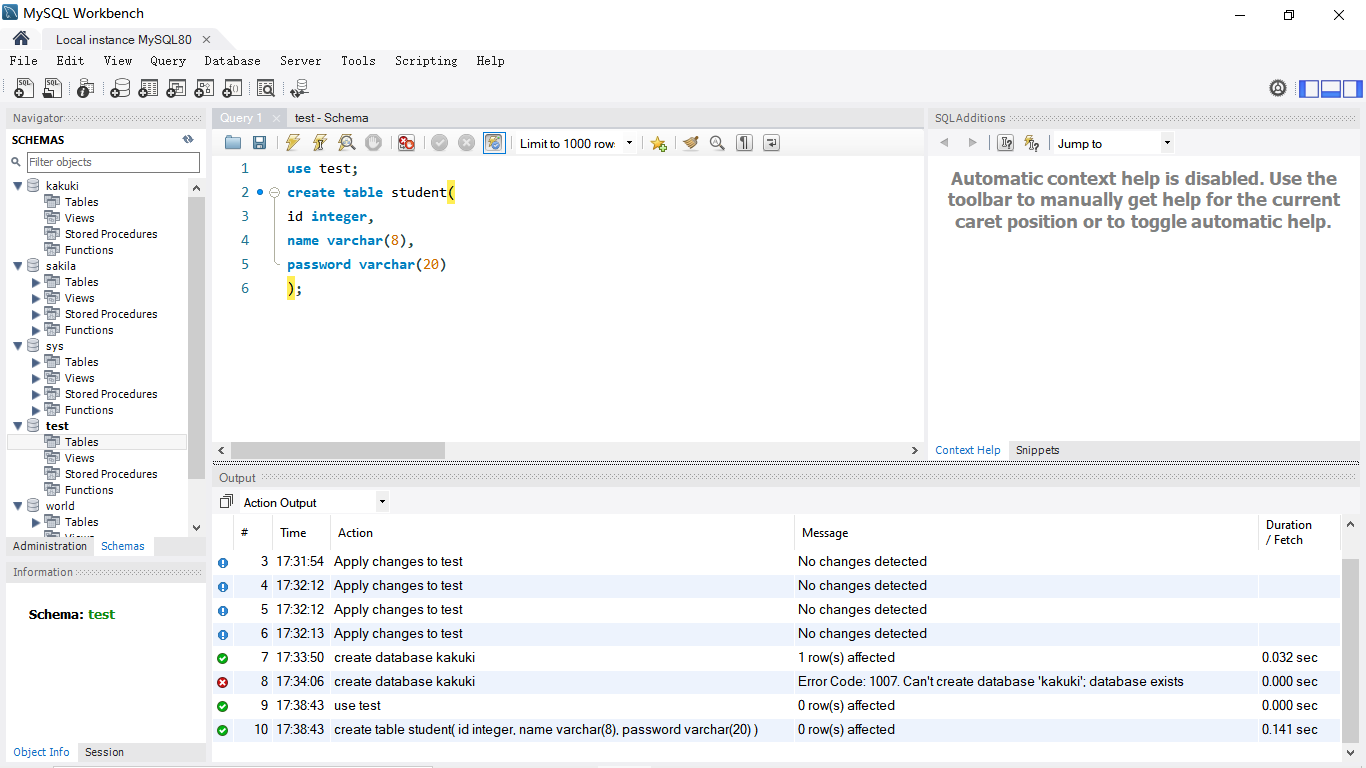 MySQL Workbench
Local instance MySQL80
File Edit View Query Database Server Tools Scripting Help
Navigator
SCHEMAS
Filter objects
kakuki
Tables
Views
Stored Procedures
Functions
sakila
Tables
Views
Stored Procedures
Functions
sys
Tables
Views
Stored Procedures
Functions
test
Tables
Views
Stored Procedures
Functions
world
Tables
Administration Schemas
Information
Schema: test
Object Info Session
Query 1 test - Schema
Limit to 1000 row
1 use test;
2 create table student(
3 id integer,
4 name varchar(8),
5 password varchar(20)
6 );
SQLAdditions
Jump to
Automatic context help is disabled. Use the
toolbar to manually get help for the current
caret position or to toggle automatic help.
Context Help Snippets
Output
Action Output
# Time Action Message Duration / Fetch
3 17:31:54 Apply changes to test No changes detected
4 17:32:12 Apply changes to test No changes detected
5 17:32:12 Apply changes to test No changes detected
6 17:32:13 Apply changes to test No changes detected
7 17:33:50 create database kakuki 1 row(s) affected 0.032 sec
8 17:34:06 create database kakuki Error Code: 1007. Can't create database 'kakuki'; database exists 0.000 sec
9 17:38:43 use test 0 row(s) affected 0.000 sec
10 17:38:43 create table student( id integer, name varchar(8), password varchar(20) ) 0 row(s) affected 0.141 sec